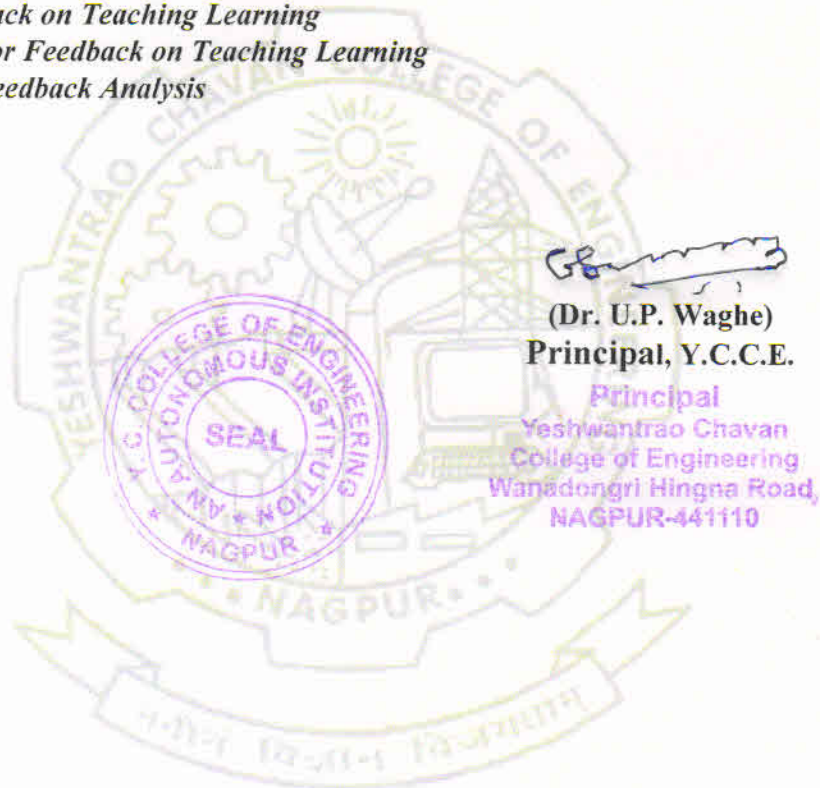 ack on Teaching Learning
or Feedback on Teaching Learning
eedback Analysis
YESHWANTRAO CHAVAN COLLEGE OF
(Dr. U.P. Waghe)
Principal, Y.C.C.E.
Principal
Yeshwantrao Chavan
College of Engineering
Wanadongri Hingna Road,
NAGPUR-441110
Y.C. COLLEGE OF ENGINEERING
AN AUTONOMOUS INSTITUTION
SEAL
NAGPUR
NAGPUR